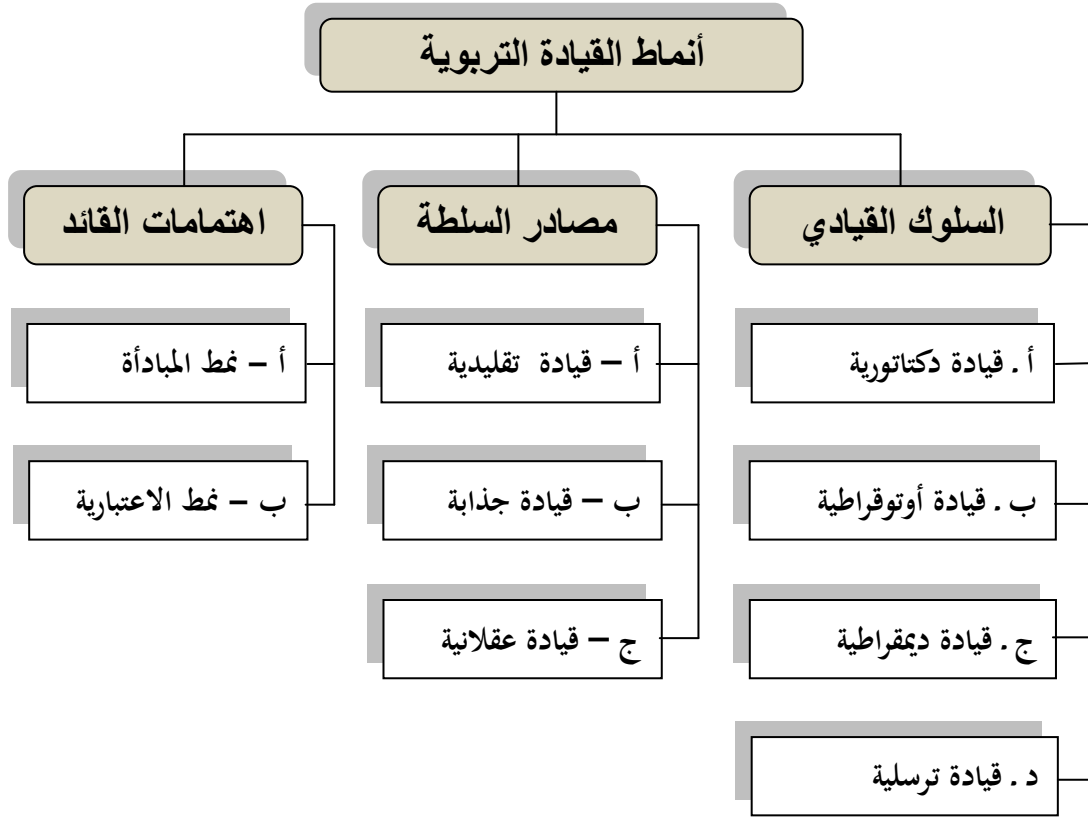 أنماط القيادة التربوية
السلوك القيادي
أ . قيادة دكتاتورية
ب . قيادة أوتوقراطية
ج . قيادة ديمقراطية
د . قيادة ترسلية
مصادر السلطة
أ – قيادة تقليدية
ب – قيادة جذابة
ج – قيادة عقلانية
اهتمامات القائد
أ – نمط المبادأة
ب – نمط الاعتبارية